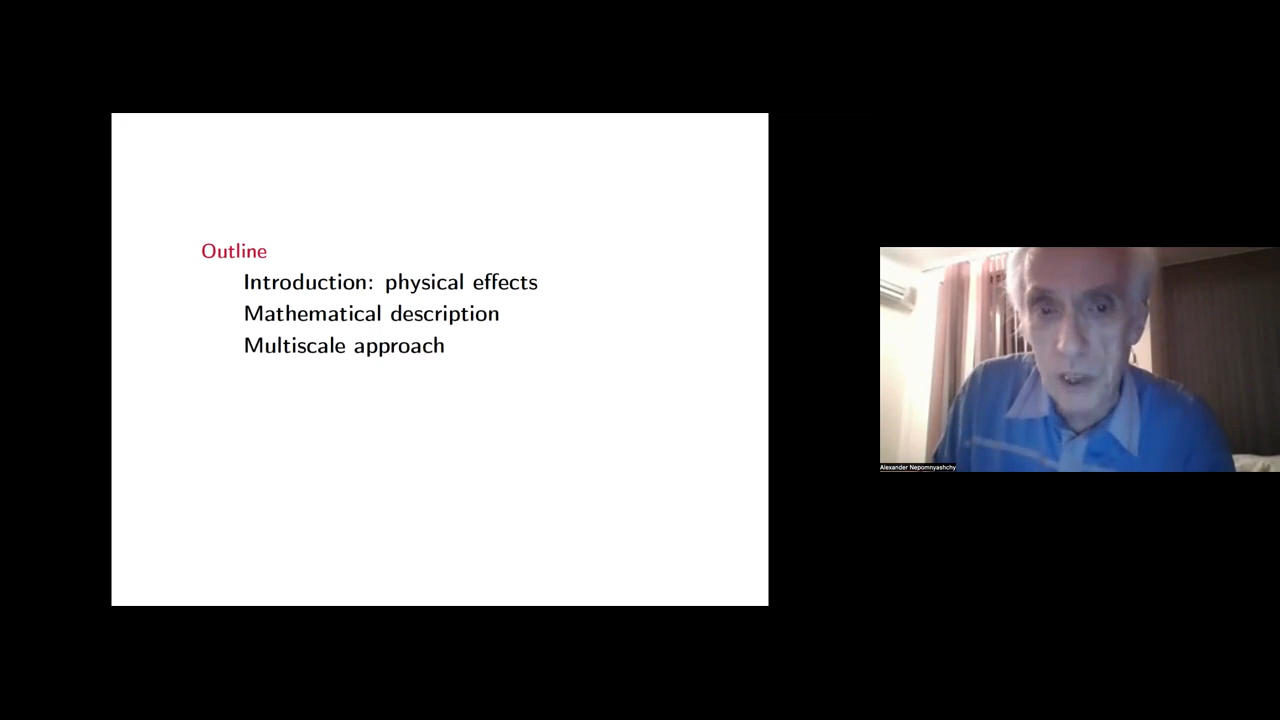 Outline
Introduction: physical effects
Mathematical description
Multiscale approach
Alexander Nepomnyashchy